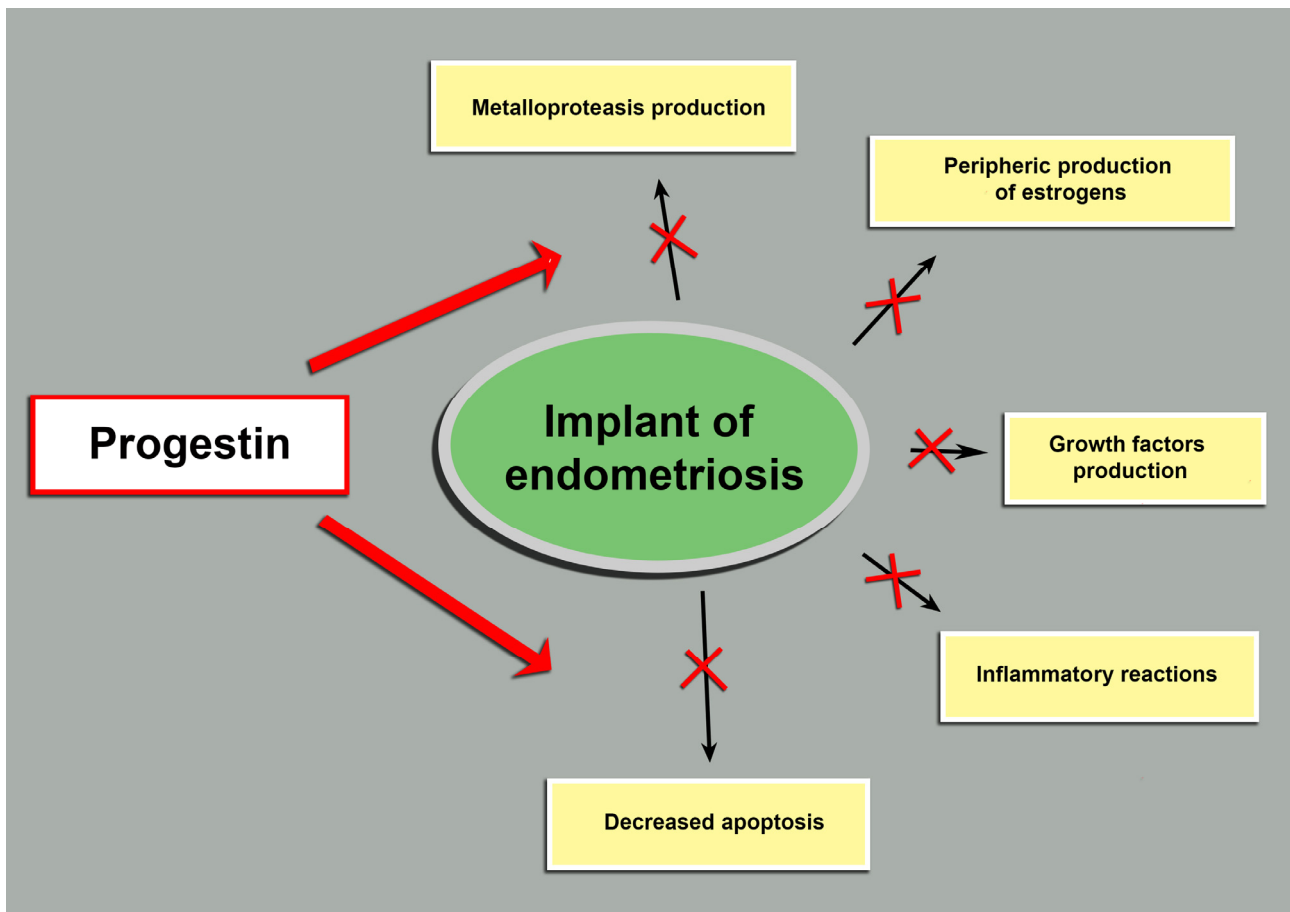 Metalloproteasis production
Peripheric production
of estrogens
Progestin
Implant of
endometriosis
Growth factors
production
Inflammatory reactions
Decreased apoptosis